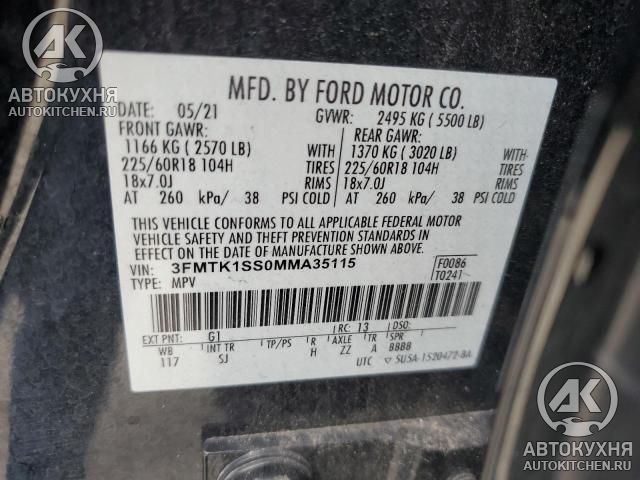 АК
АВТОКУХНЯ
AUTOKITCHEN.RU
MFD. BY FORD MOTOR CO.
DATE: 05/21 GVWR: 2495 KG ( 5500 LB)
FRONT GAWR: REAR GAWR:
1166 KG ( 2570 LB) WITH 1370 KG ( 3020 LB) WITH
225/60R18 104H TIRES 225/60R18 104H TIRES
18x7.0J RIMS 18x7.0J RIMS
AT 260 kPa/ 38 PSI COLD AT 260 kPa/ 38 PSI COLD
THIS VEHICLE CONFORMS TO ALL APPLICABLE FEDERAL MOTOR
VEHICLE SAFETY AND THEFT PREVENTION STANDARDS IN
EFFECT ON THE DATE OF MANUFACTURE SHOWN ABOVE.
VIN: 3FMTK1SS0MMA35115 F0086
TYPE: MPV T0241
EXT PNT: G1 RC: 13 DSO:
WB INT TR TP/PS R AXLE TR SPR
117 SJ H ZZ A BBBB
UTC 5U5A-1520472-BA
АК
АВТОКУХНЯ
AUTOKITCHEN.RU